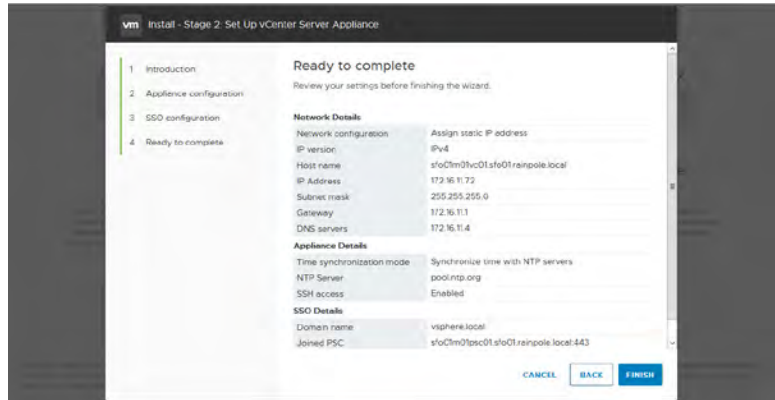 vm Install - Stage 2: Set Up vCenter Server Appliance
1 Introduction
2 Appliance configuration
3 SSO configuration
4 Ready to complete
Ready to complete
Review your settings before finishing the wizard.
Network Details
Network configuration Assign static IP address
IP version IPv4
Host name sfo01m01vc01.sfo01.rainpole.local
IP Address 172.16.11.72
Subnet mask 255.255.255.0
Gateway 172.16.11.1
DNS servers 172.16.11.4
Appliance Details
Time synchronization mode Synchronize time with NTP servers
NTP Server pool.ntp.org
SSH access Enabled
SSO Details
Domain name vsphere.local
Joined PSC sfo01m01psc01.sfo01.rainpole.local:443
CANCEL BACK FINISH